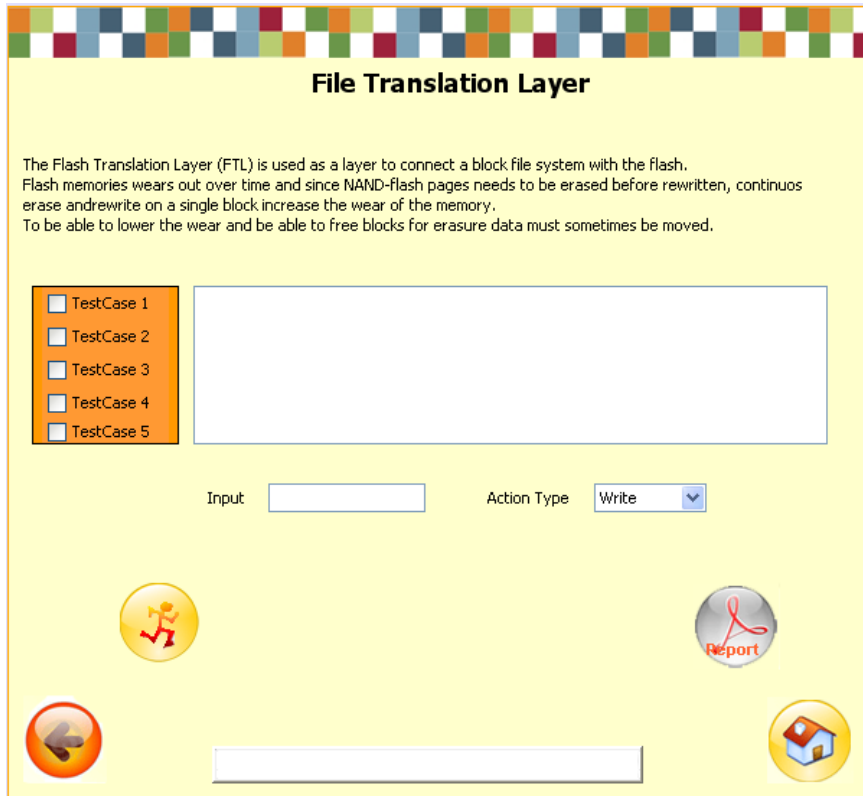 File Translation Layer
The Flash Translation Layer (FTL) is used as a layer to connect a block file system with the flash.
Flash memories wears out over time and since NAND-flash pages needs to be erased before rewritten, continuos
erase andrewrite on a single block increase the wear of the memory.
To be able to lower the wear and be able to free blocks for erasure data must sometimes be moved.
TestCase 1
TestCase 2
TestCase 3
TestCase 4
TestCase 5
Input
Action Type
Write
Report